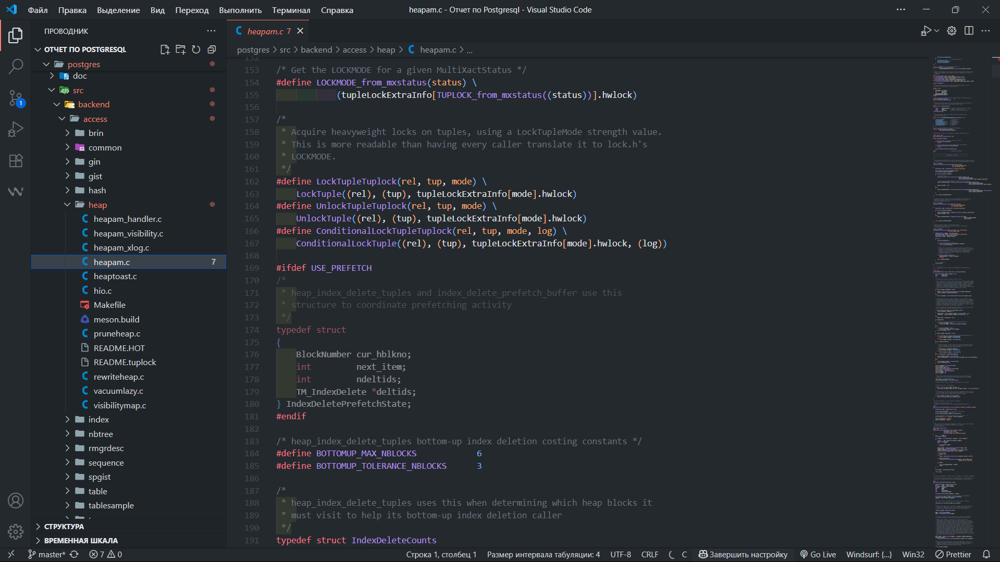 Файл Правка Выделение Вид Переход Выполнить Терминал Справка
heapam.c - Отчет по Postgresql - Visual Studio Code
ПРОВОДНИК
ОТЧЕТ ПО POSTGRESQL
postgres
doc
src
backend
access
brin
common
gin
gist
hash
heap
heapam_handler.c
heapam_visibility.c
heapam_xlog.c
heapam.c 7
heaptoast.c
hio.c
Makefile
meson.build
pruneheap.c
README.HOT
README.tuplock
rewriteheap.c
vacuumlazy.c
visibilitymap.c
index
nbtree
rmgrdesc
sequence
spgist
table
tablesample
СТРУКТУРА
ВРЕМЕННАЯ ШКАЛА
1
heapam.c 7
postgres > src > backend > access > heap > heapam.c > ...
152
153 /* Get the LOCKMODE for a given MultiXactStatus */
154 #define LOCKMODE_from_mxstatus(status) \
155 (tupleLockExtraInfo[TUPLOCK_from_mxstatus((status))].hwlock)
156
157 /*
158 * Acquire heavyweight locks on tuples, using a LockTupleMode strength value.
159 * This is more readable than having every caller translate it to lock.h's
160 * LOCKMODE.
161 */
162 #define LockTupleTuplock(rel, tup, mode) \
163 LockTuple((rel), (tup), tupleLockExtraInfo[mode].hwlock)
164 #define UnlockTupleTuplock(rel, tup, mode) \
165 UnlockTuple((rel), (tup), tupleLockExtraInfo[mode].hwlock)
166 #define ConditionalLockTupleTuplock(rel, tup, mode, log) \
167 ConditionalLockTuple((rel), (tup), tupleLockExtraInfo[mode].hwlock, (log))
168
169 #ifdef USE_PREFETCH
170 /*
171 * heap_index_delete_tuples and index_delete_prefetch_buffer use this
172 * structure to coordinate prefetching activity
173 */
174 typedef struct
175 {
176 BlockNumber cur_hblkno;
177 int next_item;
178 int ndeltids;
179 TM_IndexDelete *deltids;
180 } IndexDeletePrefetchState;
181 #endif
182
183 /* heap_index_delete_tuples bottom-up index deletion costing constants */
184 #define BOTTOMUP_MAX_NBLOCKS 6
185 #define BOTTOMUP_TOLERANCE_NBLOCKS 3
186
187 /*
188 * heap_index_delete_tuples uses this when determining which heap blocks it
189 * must visit to help its bottom-up index deletion caller
190 */
191 typedef struct IndexDeleteCounts
master* 7 0 Строка 1, столбец 1 Размер интервала табуляции: 4 UTF-8 CRLF C Завершить настройку Go Live Windsurf: {...} Win32 Prettier